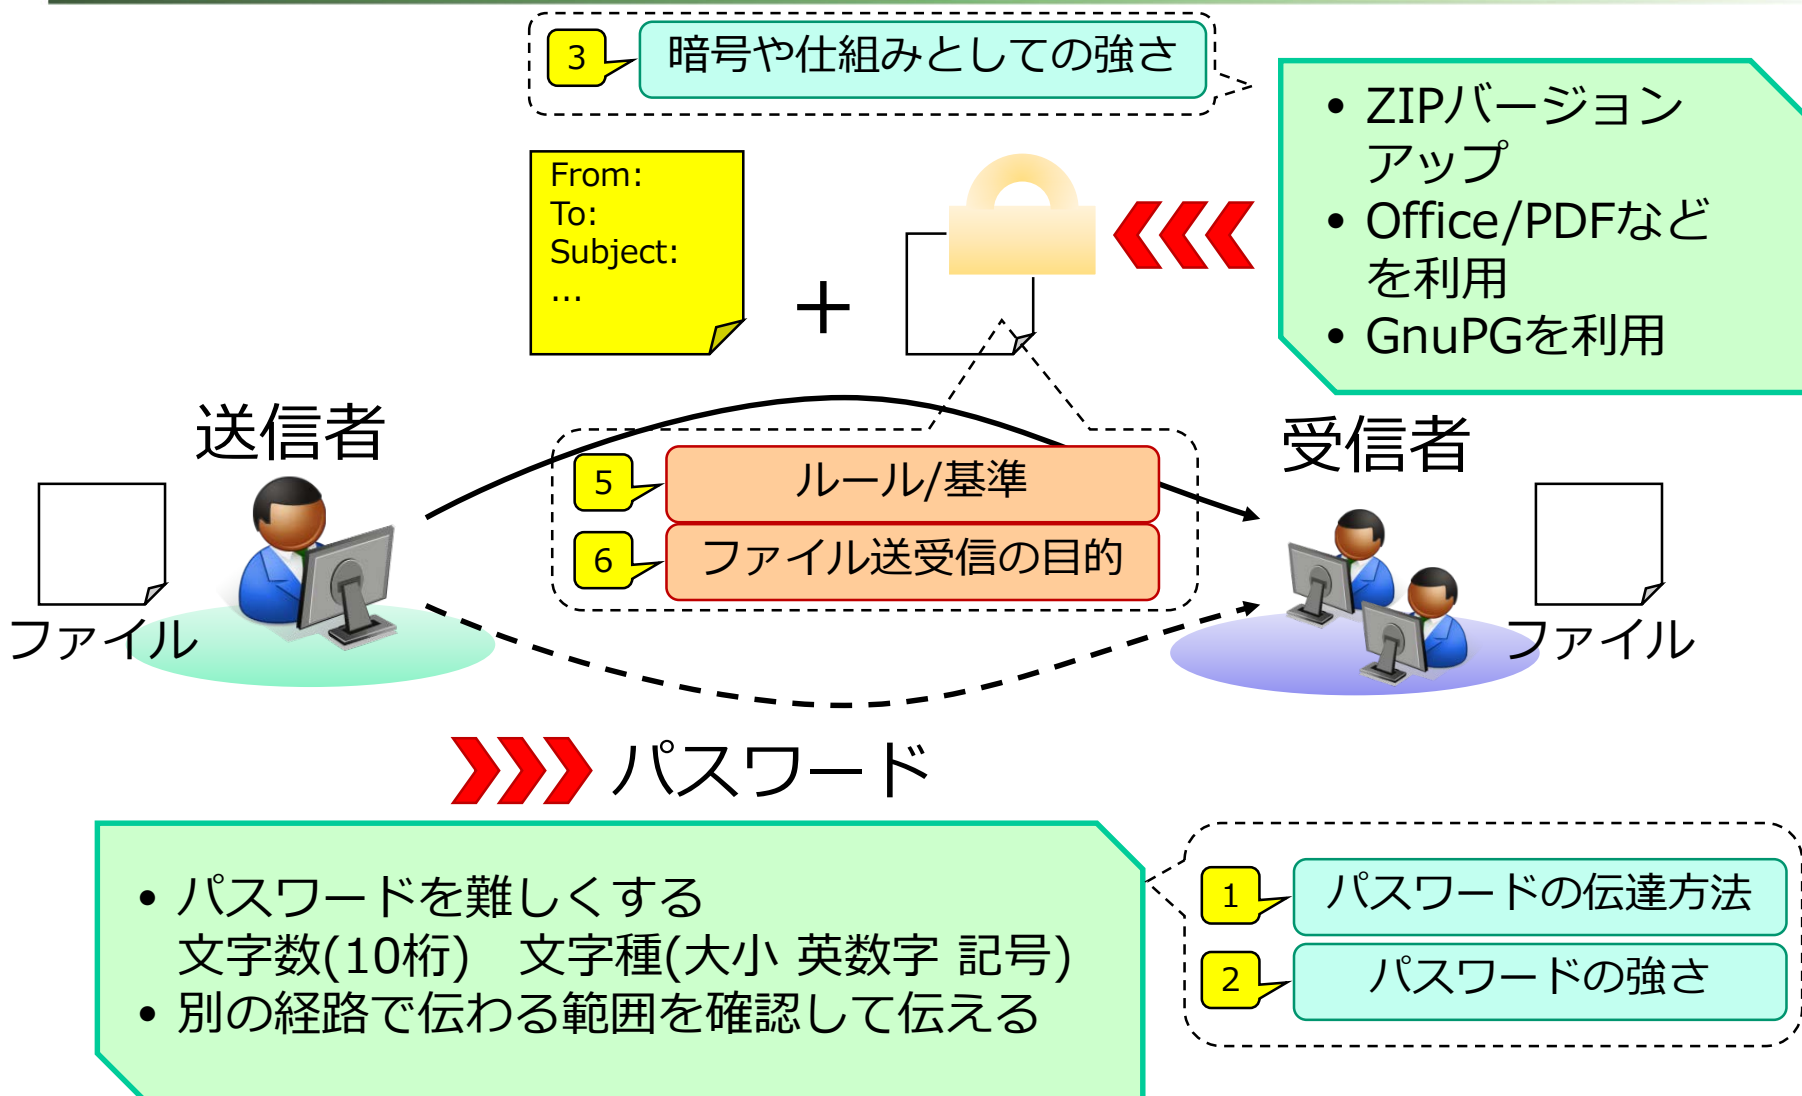 3
暗号や仕組みとしての強さ
• ZIPバージョン
アップ
• Office/PDFなど
を利用
• GnuPGを利用
From:
To:
Subject:
...
+
送信者
受信者
5
ルール/基準
6
ファイル送受信の目的
ファイル
ファイル
パスワード
• パスワードを難しくする
文字数(10桁)　文字種(大小 英数字 記号)
• 別の経路で伝わる範囲を確認して伝える
1
パスワードの伝達方法
2
パスワードの強さ